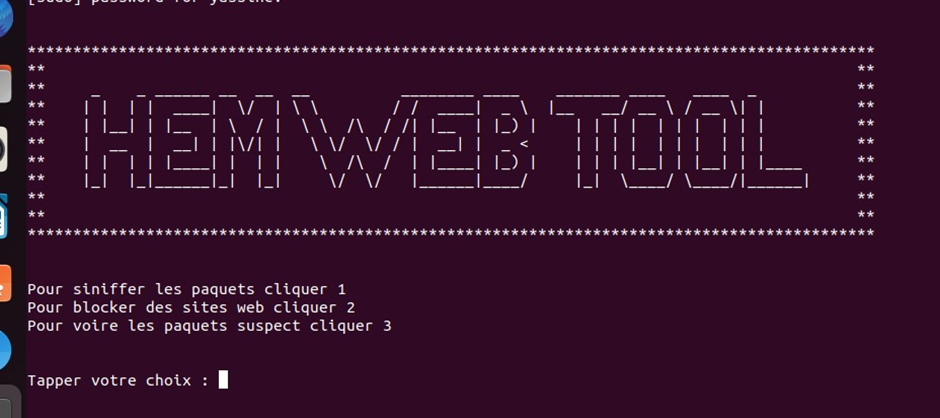 [sudo] password for yassine:
HEM WEB TOOL
Pour siniffer les paquets cliquer 1
Pour blocker des sites web cliquer 2
Pour voire les paquets suspect cliquer 3
Tapper votre choix :